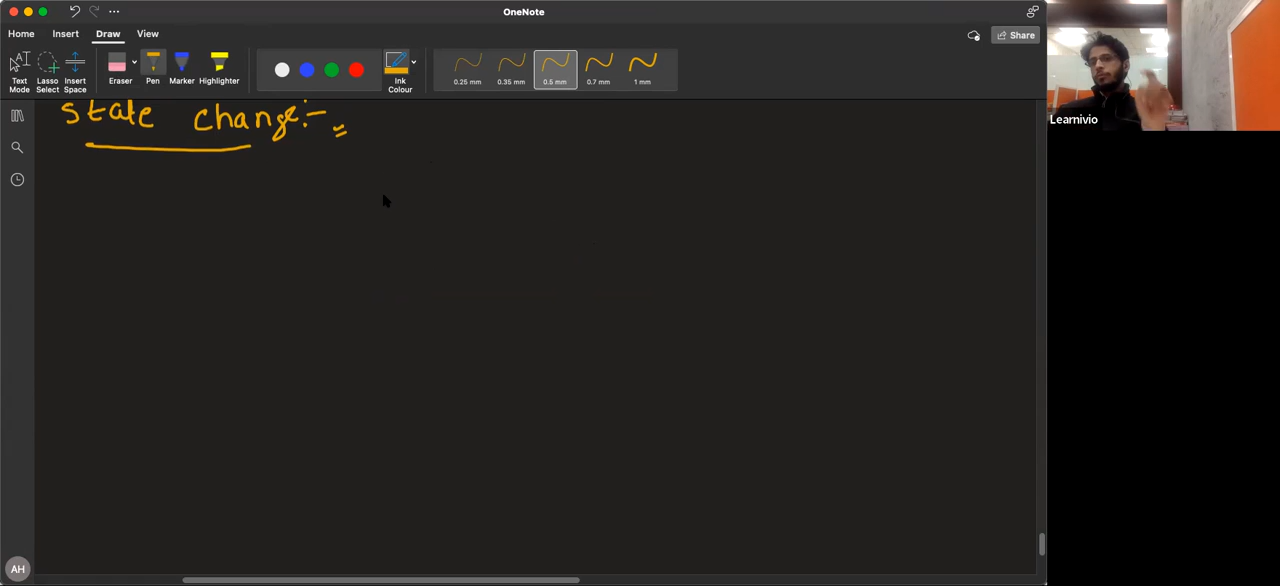 OneNote
Home Insert Draw View
Share
Text Mode
Lasso Select
Insert Space
Eraser
Pen
Marker
Highlighter
Ink Colour
0.25 mm
0.35 mm
0.5 mm
0.7 mm
1 mm
state change:-
Learnivio
AH